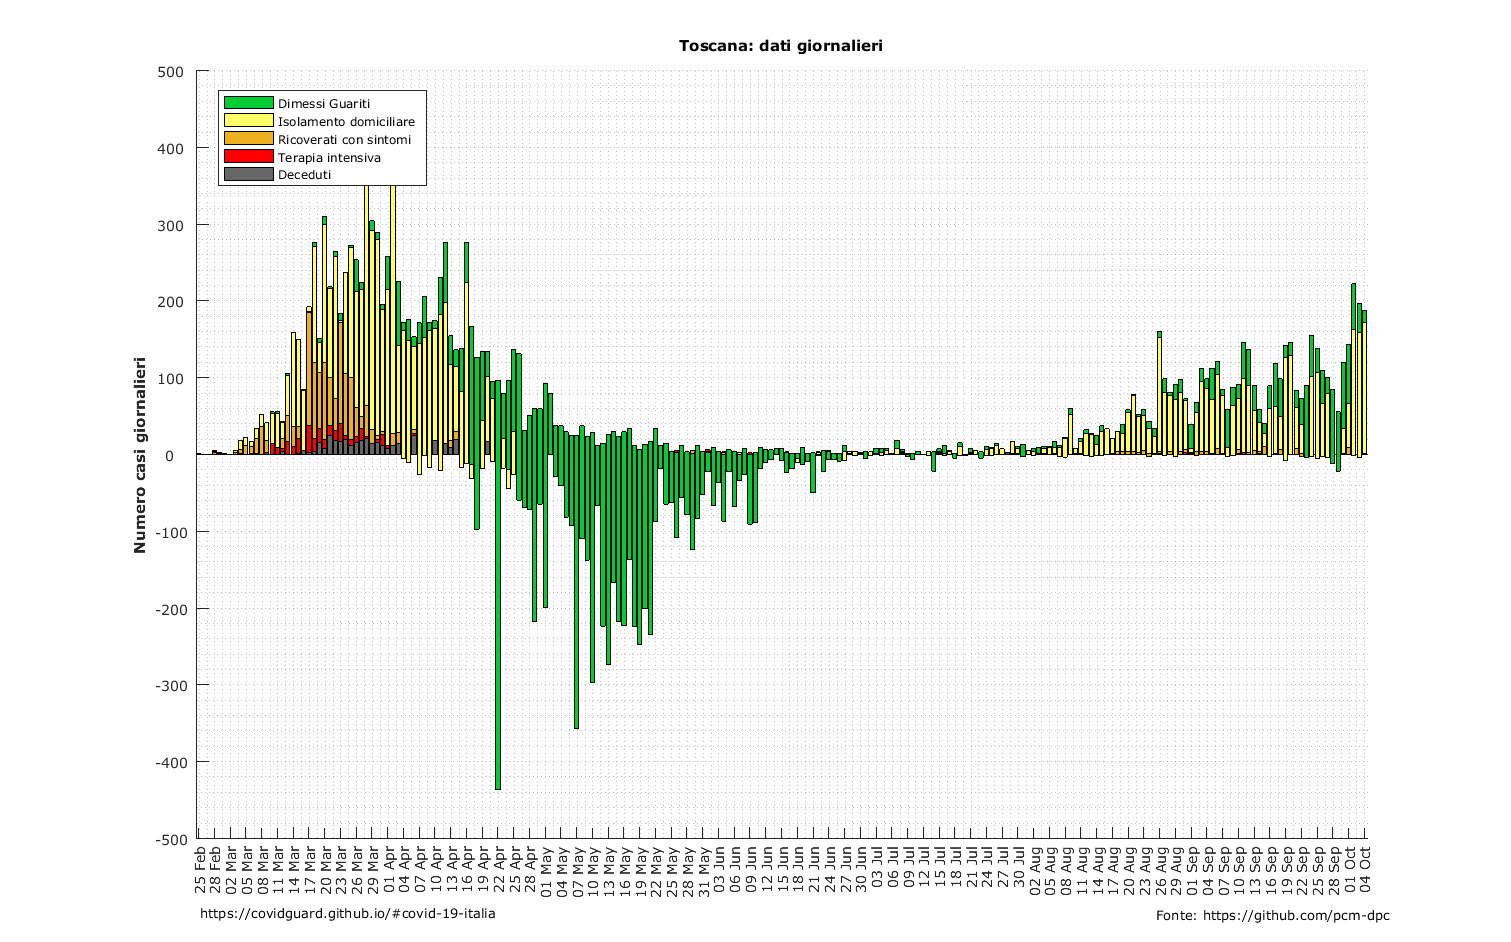 Toscana: dati giornalieri
500
400
300
200
100
0
-100
-200
-300
-400
-500
Numero casi giornalieri
Dimessi Guariti
Isolamento domiciliare
Ricoverati con sintomi
Terapia intensiva
Deceduti
25 Feb
28 Feb
02 Mar
05 Mar
08 Mar
11 Mar
14 Mar
17 Mar
20 Mar
23 Mar
26 Mar
29 Mar
01 Apr
04 Apr
07 Apr
10 Apr
13 Apr
16 Apr
19 Apr
22 Apr
25 Apr
28 Apr
01 May
04 May
07 May
10 May
13 May
16 May
19 May
22 May
25 May
28 May
31 May
03 Jun
06 Jun
09 Jun
12 Jun
15 Jun
18 Jun
21 Jun
24 Jun
27 Jun
30 Jun
03 Jul
06 Jul
09 Jul
12 Jul
15 Jul
18 Jul
21 Jul
24 Jul
27 Jul
30 Jul
02 Aug
05 Aug
08 Aug
11 Aug
14 Aug
17 Aug
20 Aug
23 Aug
26 Aug
29 Aug
01 Sep
04 Sep
07 Sep
10 Sep
13 Sep
16 Sep
19 Sep
22 Sep
25 Sep
28 Sep
01 Oct
04 Oct
https://covidguard.github.io/#covid-19-italia
Fonte: https://github.com/pcm-dpc